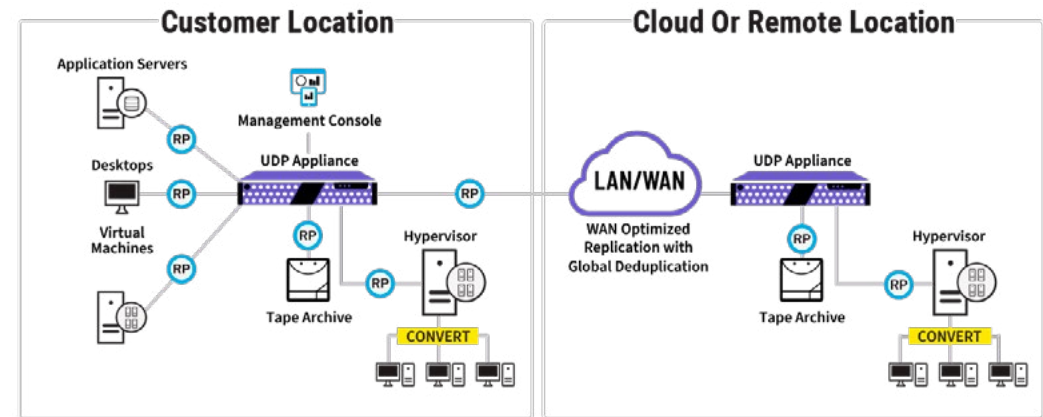 Customer Location
Application Servers
RP
Management Console
Desktops
RP
UDP Appliance
RP
Virtual
Machines
RP
RP
Hypervisor
RP
Tape Archive
CONVERT
Cloud Or Remote Location
LAN/WAN
WAN Optimized
Replication with
Global Deduplication
UDP Appliance
RP
Hypervisor
RP
Tape Archive
CONVERT